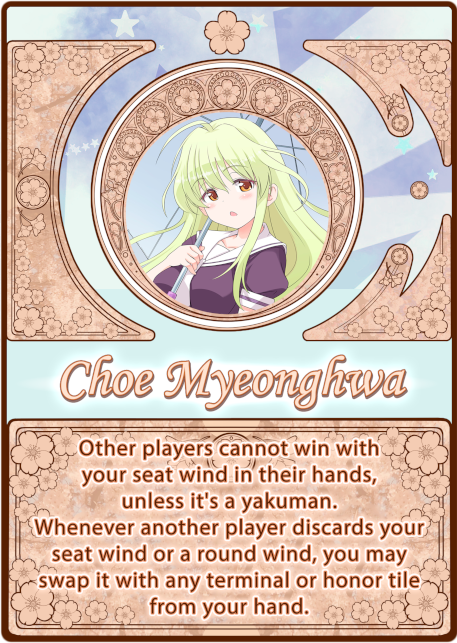 Choe Myeonghwa
Other players cannot win with
your seat wind in their hands,
unless it's a yakuman.
Whenever another player discards your
seat wind or a round wind, you may
swap it with any terminal or honor tile
from your hand.